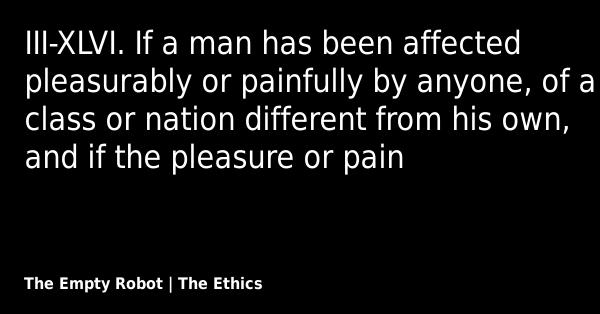 III-XLVI. If a man has been affected
pleasurably or painfully by anyone, of a
class or nation different from his own,
and if the pleasure or pain
The Empty Robot | The Ethics